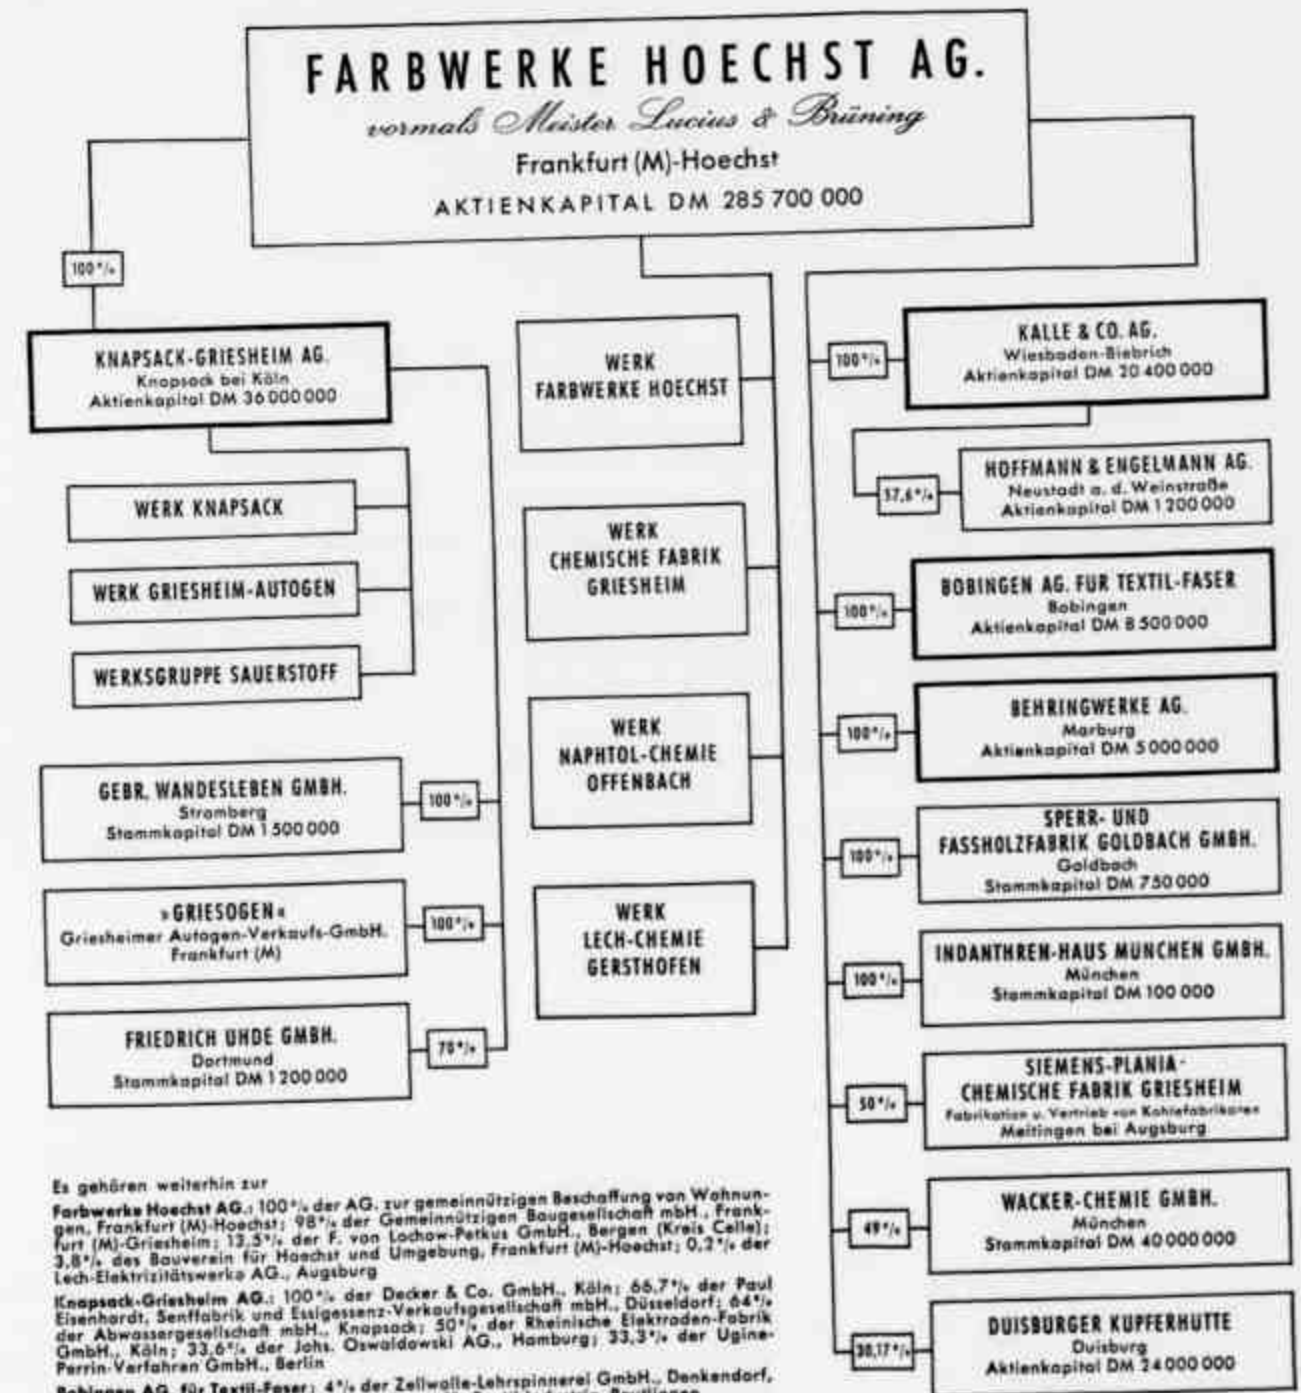 FARBWERKE HOECHST AG.
vormals Meister Lucius & Brüning
Frankfurt (M)-Hoechst
AKTIENKAPITAL DM 285 700 000
100%
KNAPSACK-GRIESHEIM AG.
Knapsack bei Köln
Aktienkapital DM 36 000 000
WERK KNAPSACK
WERK GRIESHEIM-AUTOGEN
WERKSGRUPPE SAUERSTOFF
GEBR. WANDESLEBEN GMBH.
Stromberg
Stammkapital DM 1 500 000
100%
»GRIESOGEN«
Griesheimer Autogen-Verkaufs-GmbH.
Frankfurt (M)
100%
FRIEDRICH UHDE GMBH.
Dortmund
Stammkapital DM 1 200 000
70%
WERK
FARBWERKE HOECHST
WERK
CHEMISCHE FABRIK
GRIESHEIM
WERK
NAPHTOL-CHEMIE
OFFENBACH
WERK
LECH-CHEMIE
GERSTHOFEN
100%
KALLE & CO. AG.
Wiesbaden-Biebrich
Aktienkapital DM 20 400 000
HOFFMANN & ENGELMANN AG.
Neustadt a. d. Weinstraße
Aktienkapital DM 1 200 000
100%
BOBINGEN AG. FUR TEXTIL-FASER
Bobingen
Aktienkapital DM 8 500 000
100%
BEHRINGWERKE AG.
Marburg
Aktienkapital DM 5 000 000
100%
SPERR- UND
FASSHOLZFABRIK GOLDBACH GMBH.
Goldbach
Stammkapital DM 750 000
100%
INDANTHREN-HAUS MUNCHEN GMBH.
München
Stammkapital DM 100 000
50%
SIEMENS-PLANIA-
CHEMISCHE FABRIK GRIESHEIM
Fabrikation u. Vertrieb von Kohlefabrikaten
Meitingen bei Augsburg
49%
WACKER-CHEMIE GMBH.
München
Stammkapital DM 40 000 000
30,17%
DUISBURGER KUPFERHUTTE
Duisburg
Aktienkapital DM 24 000 000
Es gehören weiterhin zur
Farbwerke Hoechst AG.: 100% der AG. zur gemeinnützigen Beschaffung von Wohnun-
gen, Frankfurt (M)-Hoechst; 98% der Gemeinnützigen Baugesellschaft mbH., Frank-
furt (M)-Griesheim; 13,5% der F. von Lochow-Petkus GmbH., Bergen (Kreis Celle);
3,8% des Bauverein für Hoechst und Umgebung, Frankfurt (M)-Hoechst; 0,2% der
Lech-Elektrizitätswerke AG., Augsburg
Knapsack-Griesheim AG.: 100% der Decker & Co. GmbH., Köln; 66,7% der Paul
Eisenhardt, Senffabrik und Essigessenz-Verkaufsgesellschaft mbH., Düsseldorf; 64%
der Abwassergesellschaft mbH., Knapsack; 50% der Rheinische Elektroden-Fabrik
GmbH., Köln; 33,6% der Johs. Oswaldowski AG., Hamburg; 33,3% der Ugine-
Perrin-Verfahren GmbH., Berlin
Bobingen AG. für Textil-Faser: 4% der Zellwolle-Lehrspinnerei GmbH., Denkendorf,